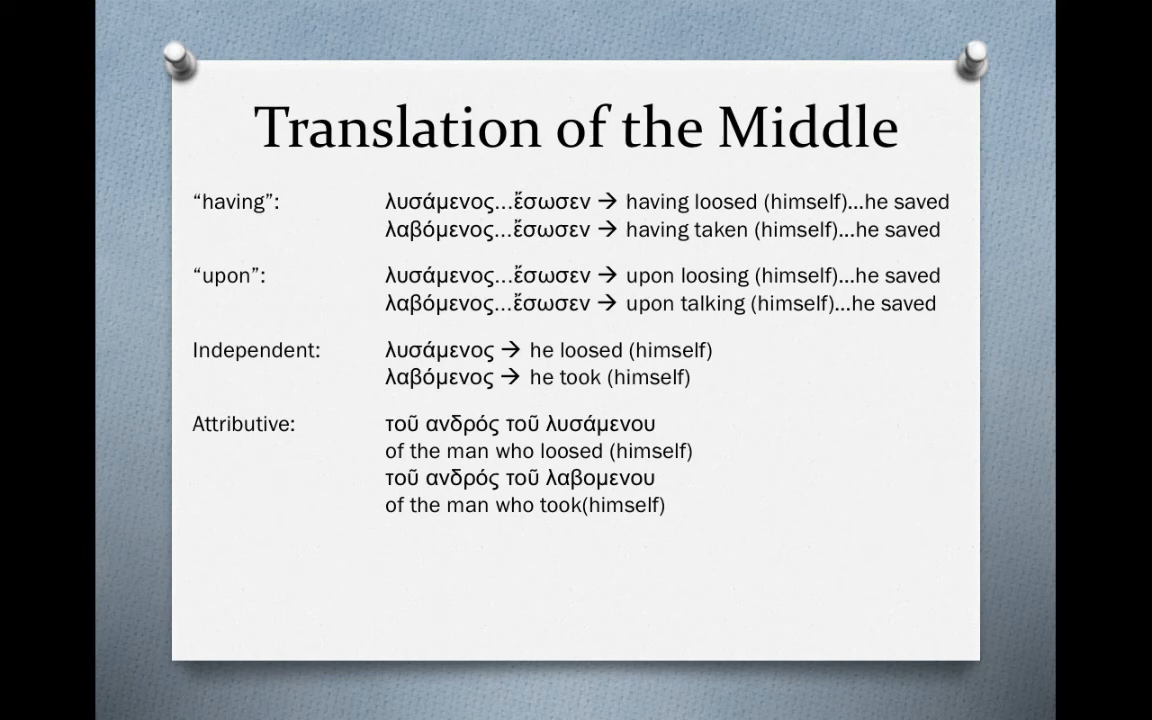 Translation of the Middle
“having”: λυσάμενος...ἔσωσεν → having loosed (himself)...he saved
λαβόμενος...ἔσωσεν → having taken (himself)...he saved
“upon”: λυσάμενος...ἔσωσεν → upon loosing (himself)...he saved
λαβόμενος...ἔσωσεν → upon talking (himself)...he saved
Independent: λυσάμενος → he loosed (himself)
λαβόμενος → he took (himself)
Attributive: τοῦ ανδρός τοῦ λυσάμενου
of the man who loosed (himself)
τοῦ ανδρός τοῦ λαβομενου
of the man who took(himself)